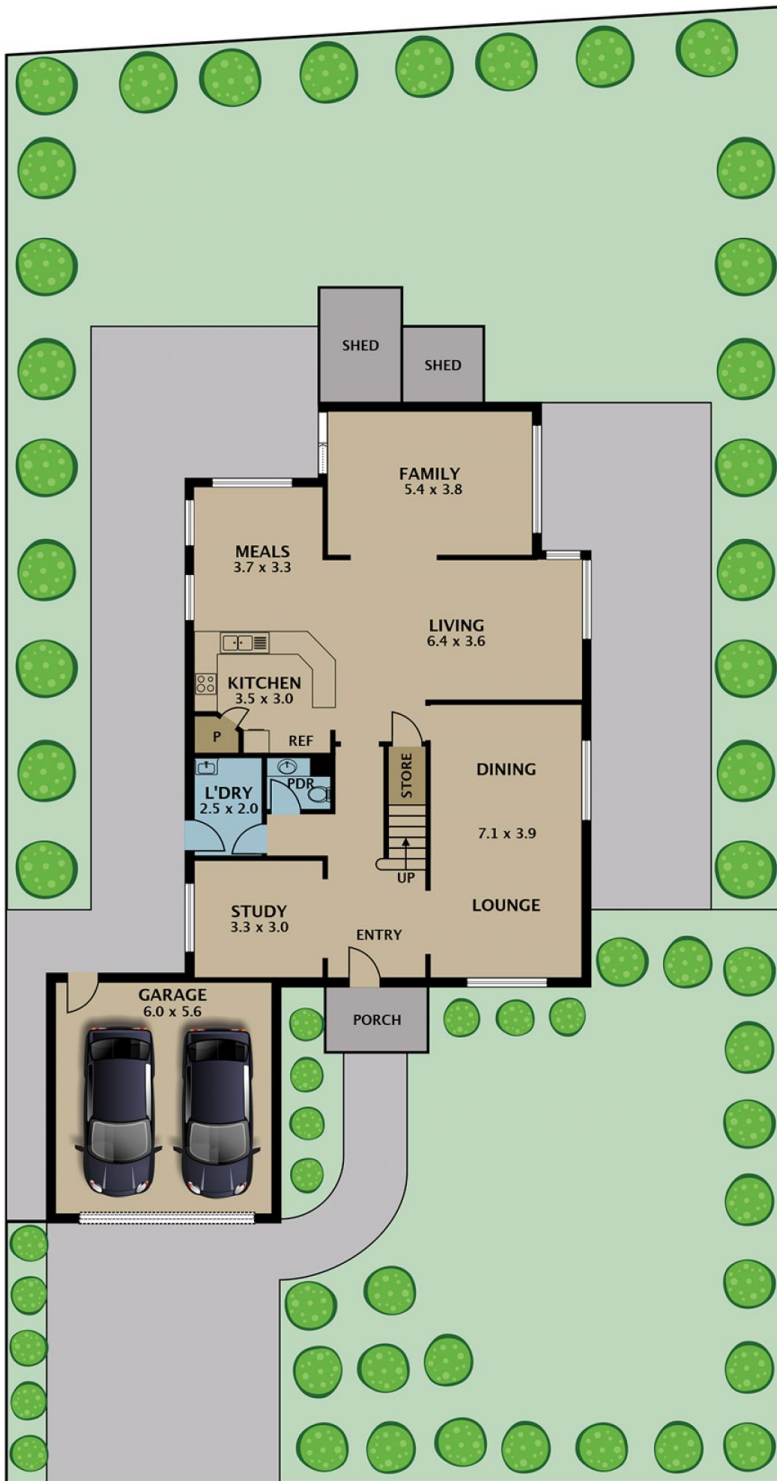 SHED
SHED
FAMILY
5.4 x 3.8
MEALS
3.7 x 3.3
LIVING
6.4 x 3.6
KITCHEN
3.5 x 3.0
P
REF
STORE
DINING
PDR
L'DRY
2.5 x 2.0
7.1 x 3.9
UP
STUDY
3.3 x 3.0
LOUNGE
ENTRY
GARAGE
6.0 x 5.6
PORCH